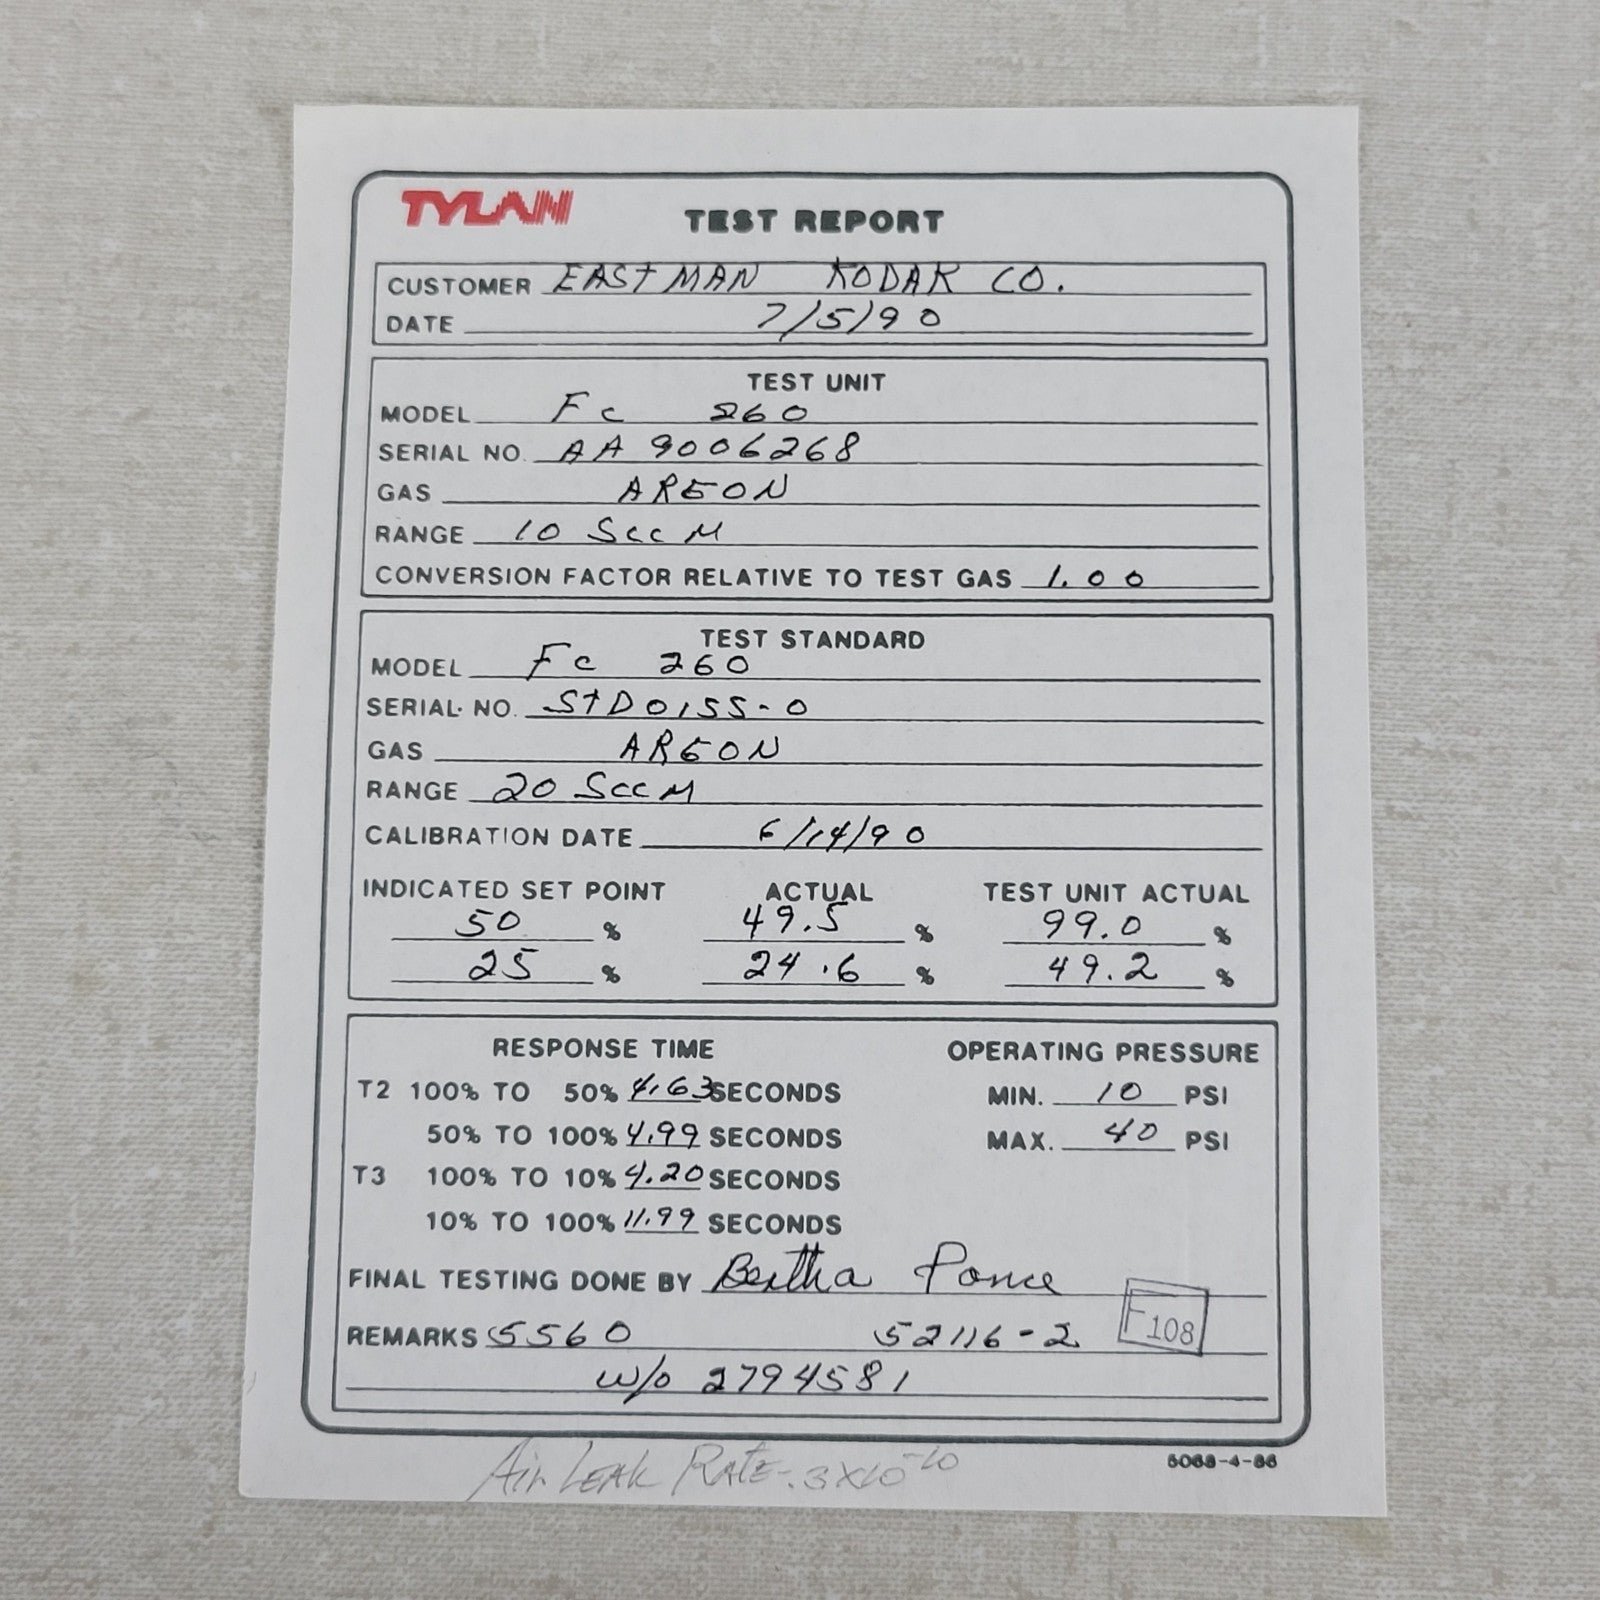 TYLAN
TEST REPORT
CUSTOMER EASTMAN KODAK CO.
DATE 7/5/90
TEST UNIT
MODEL Fc 260
SERIAL NO. AA 9006268
GAS ARGON
RANGE 10 SccM
CONVERSION FACTOR RELATIVE TO TEST GAS 1.00
TEST STANDARD
MODEL Fc 260
SERIAL NO. STD0155-0
GAS ARGON
RANGE 20 SccM
CALIBRATION DATE 6/14/90
INDICATED SET POINT ACTUAL TEST UNIT ACTUAL
50 % 49.5 % 99.0 %
25 % 24.6 % 49.2 %
RESPONSE TIME OPERATING PRESSURE
T2 100% TO 50% 4.63 SECONDS MIN. 10 PSI
50% TO 100% 4.99 SECONDS MAX. 40 PSI
T3 100% TO 10% 4.20 SECONDS
10% TO 100% 11.99 SECONDS
FINAL TESTING DONE BY Bertha Ponce
REMARKS 5560 52116-2 F108
w/o 2794581
5068-4-86
Air LEAK RATE-.3X10-10